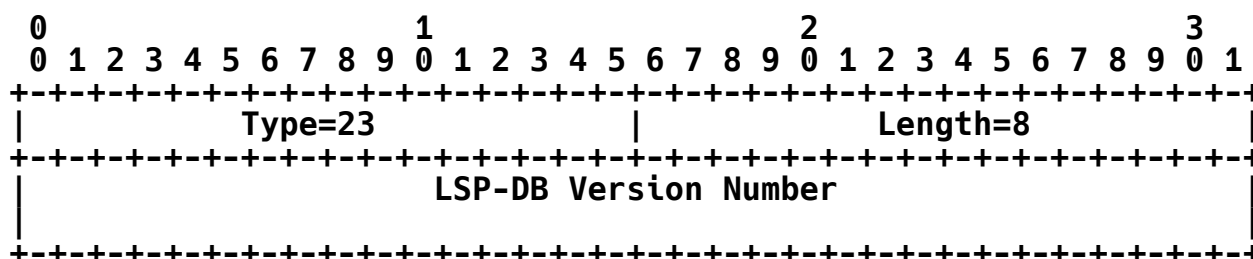 0                   1                   2                   3
 0 1 2 3 4 5 6 7 8 9 0 1 2 3 4 5 6 7 8 9 0 1 2 3 4 5 6 7 8 9 0 1
+-+-+-+-+-+-+-+-+-+-+-+-+-+-+-+-+-+-+-+-+-+-+-+-+-+-+-+-+-+-+-+-+
|           Type=23             |            Length=8           |
+-+-+-+-+-+-+-+-+-+-+-+-+-+-+-+-+-+-+-+-+-+-+-+-+-+-+-+-+-+-+-+-+
|                     LSP-DB Version Number                     |
|                                                               |
+-+-+-+-+-+-+-+-+-+-+-+-+-+-+-+-+-+-+-+-+-+-+-+-+-+-+-+-+-+-+-+-+